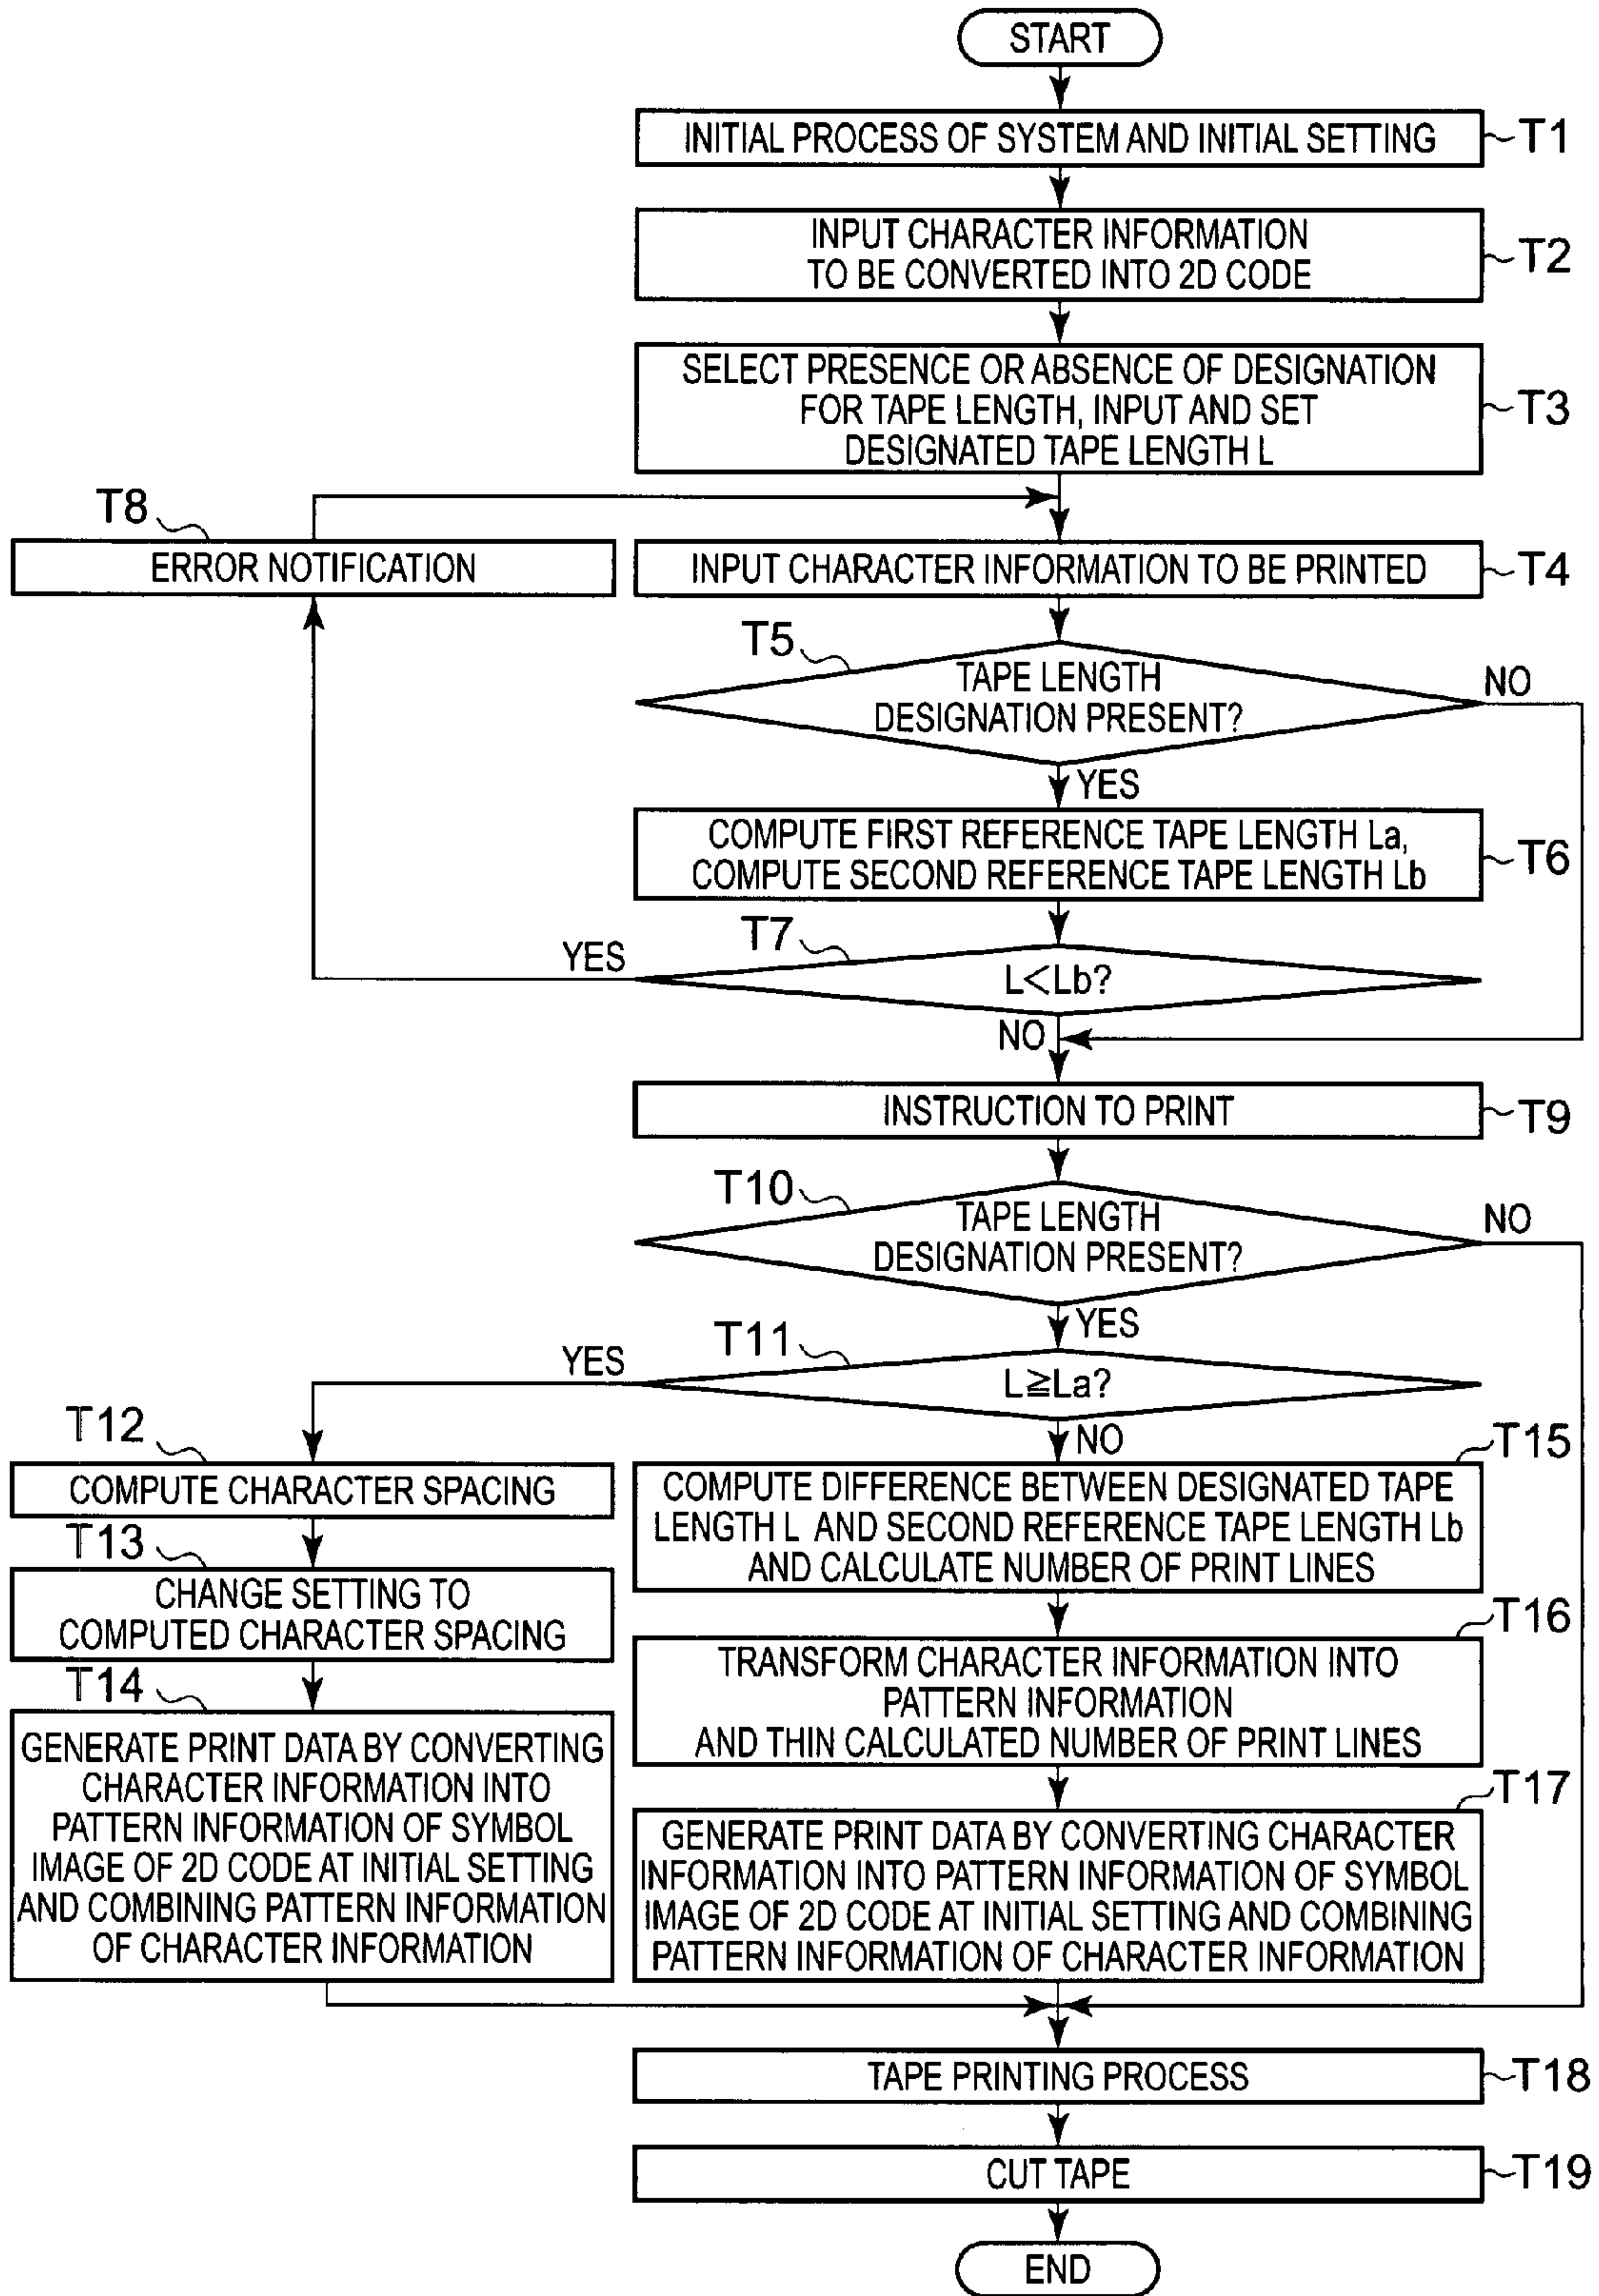 START
INITIAL PROCESS OF SYSTEM AND INITIAL SETTING
T1
INPUT CHARACTER INFORMATION
TO BE CONVERTED INTO 2D CODE
T2
SELECT PRESENCE OR ABSENCE OF DESIGNATION
FOR TAPE LENGTH, INPUT AND SET
DESIGNATED TAPE LENGTH L
T3
T8
ERROR NOTIFICATION
INPUT CHARACTER INFORMATION TO BE PRINTED
T4
T5
TAPE LENGTH
DESIGNATION PRESENT?
NO
YES
COMPUTE FIRST REFERENCE TAPE LENGTH La,
COMPUTE SECOND REFERENCE TAPE LENGTH Lb
T6
T7
YES
L<Lb?
NO
INSTRUCTION TO PRINT
T9
T10
TAPE LENGTH
DESIGNATION PRESENT?
NO
YES
T11
YES
L≧La?
NO
T12
COMPUTE CHARACTER SPACING
T13
CHANGE SETTING TO
COMPUTED CHARACTER SPACING
T14
GENERATE PRINT DATA BY CONVERTING
CHARACTER INFORMATION INTO
PATTERN INFORMATION OF SYMBOL
IMAGE OF 2D CODE AT INITIAL SETTING
AND COMBINING PATTERN INFORMATION
OF CHARACTER INFORMATION
T15
COMPUTE DIFFERENCE BETWEEN DESIGNATED TAPE
LENGTH L AND SECOND REFERENCE TAPE LENGTH Lb
AND CALCULATE NUMBER OF PRINT LINES
T16
TRANSFORM CHARACTER INFORMATION INTO
PATTERN INFORMATION
AND THIN CALCULATED NUMBER OF PRINT LINES
T17
GENERATE PRINT DATA BY CONVERTING CHARACTER
INFORMATION INTO PATTERN INFORMATION OF SYMBOL
IMAGE OF 2D CODE AT INITIAL SETTING AND COMBINING
PATTERN INFORMATION OF CHARACTER INFORMATION
TAPE PRINTING PROCESS
T18
CUT TAPE
T19
END